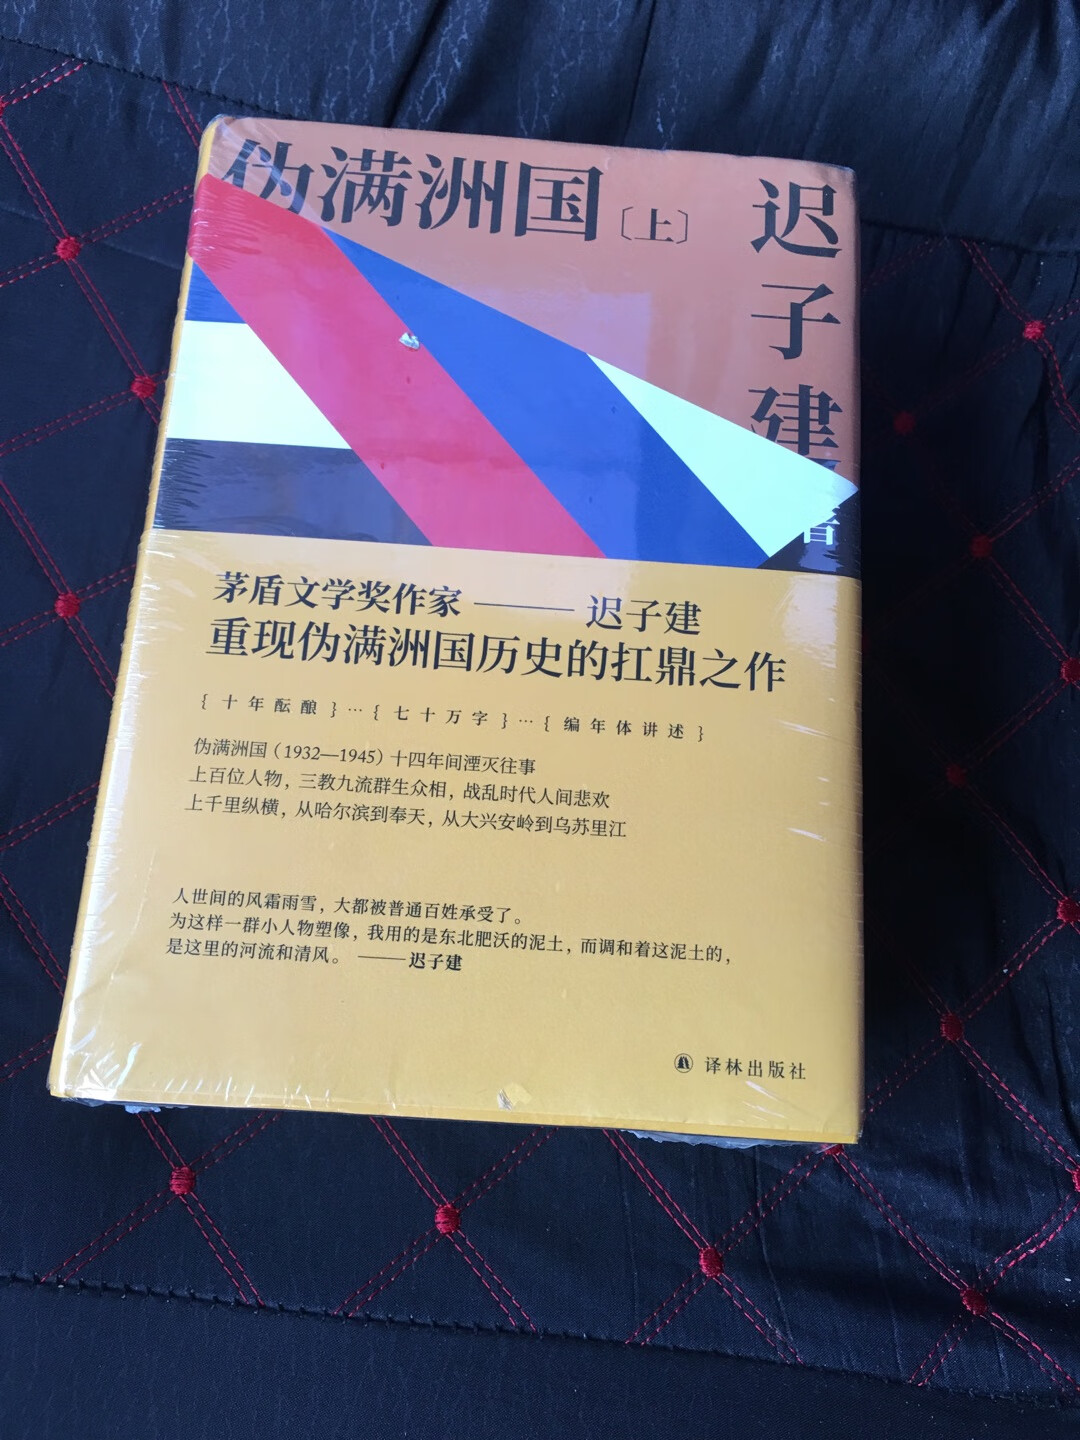 伪满洲国〔上〕
迟子建
茅盾文学奖作家 —— 迟子建
重现伪满洲国历史的扛鼎之作
{ 十年酝酿 }…{ 七十万字 }…{ 编年体讲述 }
伪满洲国（1932—1945）十四年间湮灭往事
上百位人物，三教九流群生众相，战乱时代人间悲欢
上千里纵横，从哈尔滨到奉天，从大兴安岭到乌苏里江
人世间的风霜雨雪，大都被普通百姓承受了。
为这样一群小人物塑像，我用的是东北肥沃的泥土，而调和着这泥土的，
是这里的河流和清风。 ——迟子建
译林出版社